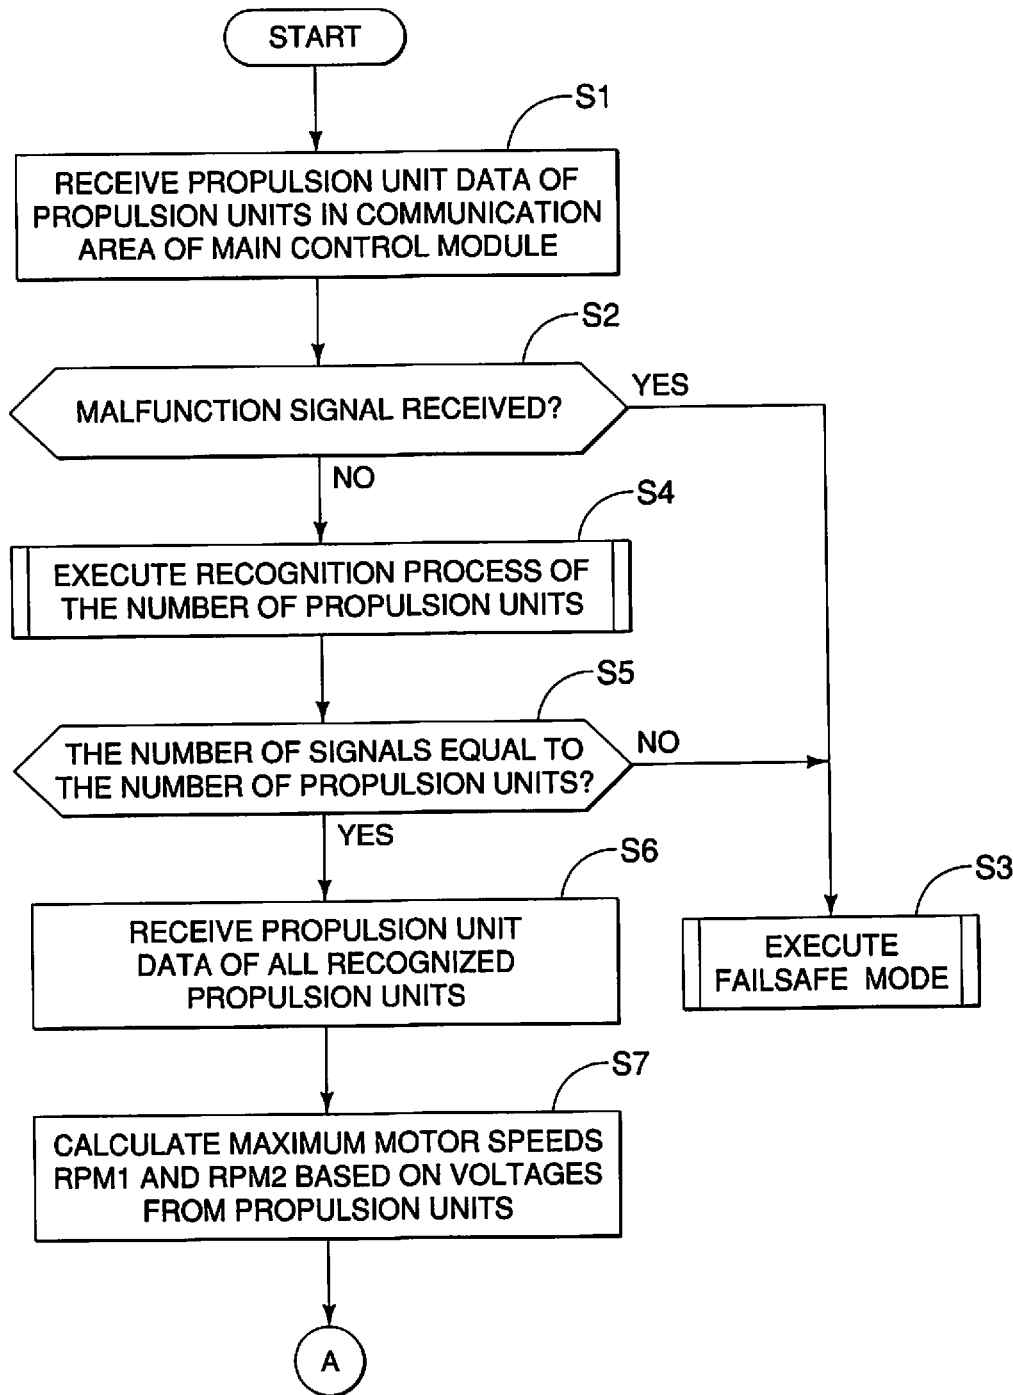 START
S1
RECEIVE PROPULSION UNIT DATA OF
PROPULSION UNITS IN COMMUNICATION
AREA OF MAIN CONTROL MODULE
S2
MALFUNCTION SIGNAL RECEIVED?
YES
NO
S4
EXECUTE RECOGNITION PROCESS OF
THE NUMBER OF PROPULSION UNITS
S5
THE NUMBER OF SIGNALS EQUAL TO
THE NUMBER OF PROPULSION UNITS?
NO
YES
S6
RECEIVE PROPULSION UNIT
DATA OF ALL RECOGNIZED
PROPULSION UNITS
S3
EXECUTE
FAILSAFE MODE
S7
CALCULATE MAXIMUM MOTOR SPEEDS
RPM1 AND RPM2 BASED ON VOLTAGES
FROM PROPULSION UNITS
A